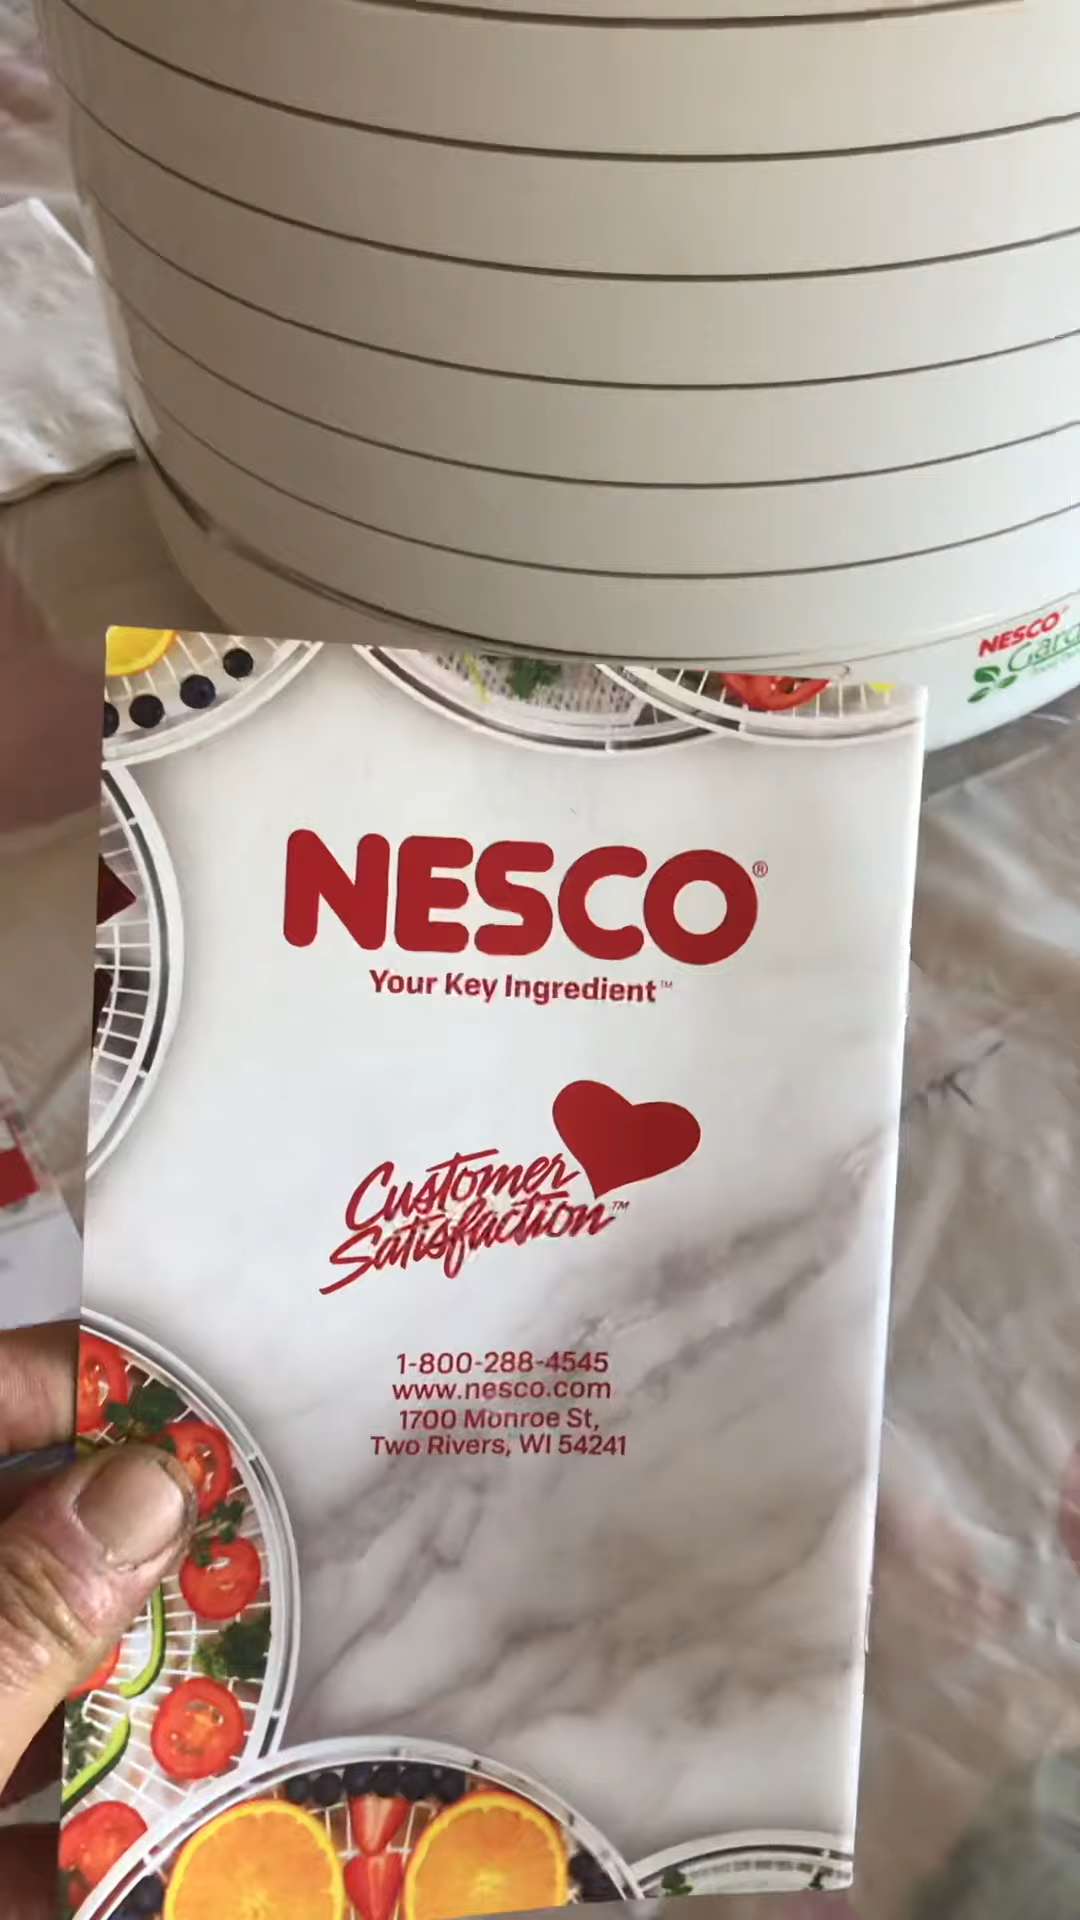 NESCO
NESCO®
Your Key Ingredient™
Customer
Satisfaction™
1-800-288-4545
www.nesco.com
1700 Monroe St,
Two Rivers, WI 54241